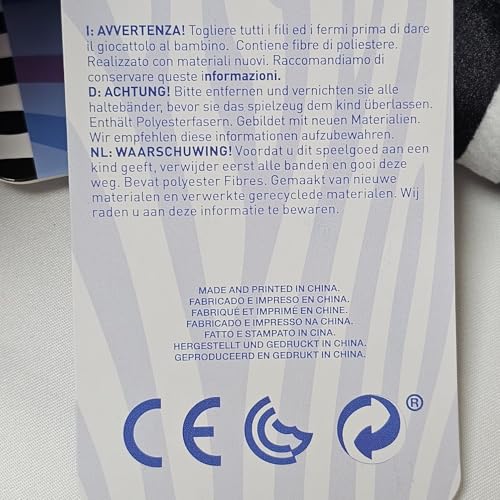 I: AVVERTENZA! Togliere tutti i fili ed i fermi prima di dare
il giocattolo al bambino. Contiene fibre di poliestere.
Realizzato con materiali nuovi. Raccomandiamo di
conservare queste informazioni.
D: ACHTUNG! Bitte entfernen und vernichten sie alle
haltebänder, bevor sie das spielzeug dem kind überlassen.
Enthält Polyesterfasern. Gebildet mit neuen Materialien.
Wir empfehlen diese informationen aufzubewahren.
NL: WAARSCHUWING! Voordat u dit speelgoed aan een
kind geeft, verwijder eerst alle banden en gooi deze
weg. Bevat polyester Fibres. Gemaakt van nieuwe
materialen en verwerkte gerecyclede materialen. Wij
raden u aan deze informatie te bewaren.
MADE AND PRINTED IN CHINA.
FABRICADO E IMPRESO EN CHINA.
FABRIQUÉ ET IMPRIMÉ EN CHINE.
FABRICADO E IMPRESSO NA CHINA.
FATTO E STAMPATO IN CINA.
HERGESTELLT UND GEDRUCKT IN CHINA.
GEPRODUCEERD EN GEDRUKT IN CHINA.
CE ®